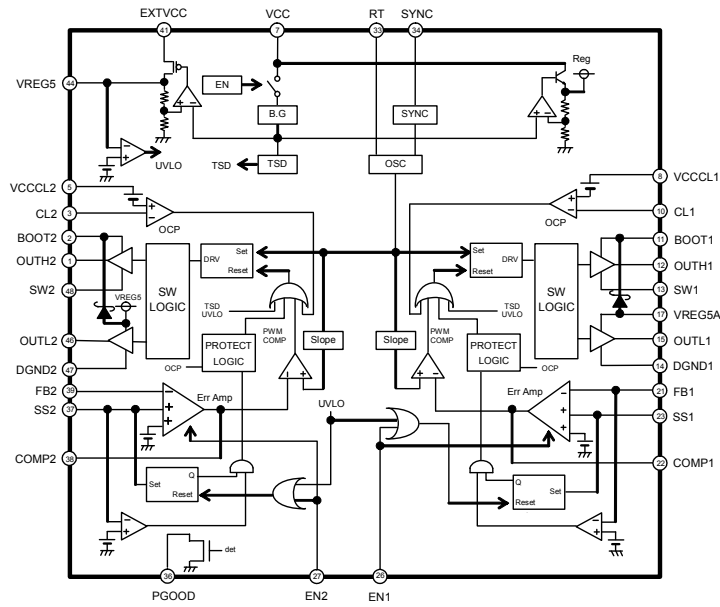 EXTVCC VCC RT SYNC
41 7 33 34
VREG5 44
Reg
EN
B.G
SYNC
UVLO
TSD TSD
OSC
VCCCL2 5
8 VCCCL1
CL2 3
OCP
OCP
10 CL1
BOOT2 2
11 BOOT1
OUTH2 1
12 OUTH1
SW2 48
13 SW1
SW LOGIC
DRV
Set
Reset
Set
Reset
DRV
SW LOGIC
VREG5
17 VREG5A
TSD UVLO
TSD UVLO
OUTL2 46
15 OUTL1
PROTECT LOGIC
PWM COMP
Slope
Slope
PWM COMP
PROTECT LOGIC
OCP
OCP
DGND2 47
14 DGND1
FB2 39
21 FB1
SS2 37
23 SS1
Err Amp
UVLO
Err Amp
COMP2 38
22 COMP1
Set
Q
Reset
Q
Reset
Set
det
36 27 26
PGOOD EN2 EN1